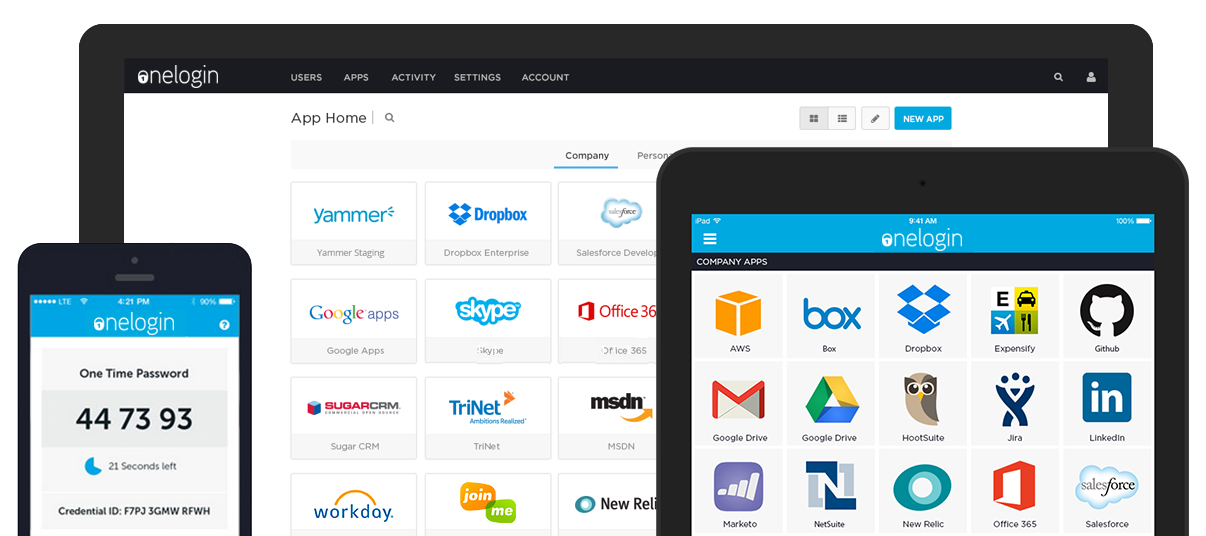 onelogin
USERS APPS ACTIVITY SETTINGS ACCOUNT
App Home
NEW APP
Company
yammer
Dropbox
salesforce
Yammer Staging
Dropbox Enterprise
Salesforce Develop
Google apps
skype
Office 36
Google Apps
Skype
Office 365
SUGARCRM.
COMMERCIAL OPEN SOURCE
TriNet
Ambitions Realized
msdn
Sugar CRM
TriNet
MSDN
workday.
join me
New Reli
LTE 4:21 PM 90%
onelogin
?
One Time Password
44 73 93
21 Seconds left
Credential ID: F7PJ 3GMW RFWH
iPad 9:41 AM 100%
onelogin
COMPANY APPS
box
E
AWS
Box
Dropbox
Expensify
Github
in
Google Drive
Google Drive
HootSuite
Jira
LinkedIn
N
salesforce
Marketo
NetSuite
New Relic
Office 365
Salesforce